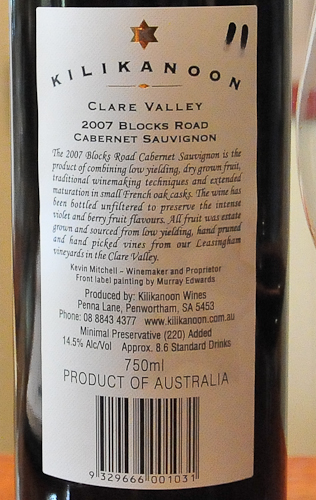 KILIKANOON
CLARE VALLEY
2007 BLOCKS ROAD
CABERNET SAUVIGNON
The 2007 Blocks Road Cabernet Sauvignon is the
product of combining low yielding, dry grown fruit,
traditional winemaking techniques and extended
maturation in small French oak casks. The wine has
been bottled unfiltered to preserve the intense
violet and berry fruit flavours. All fruit was estate
grown and sourced from low yielding, hand pruned
and hand picked vines from our Leasingham
vineyards in the Clare Valley.
Kevin Mitchell – Winemaker and Proprietor
Front label painting by Murray Edwards
Produced by: Kilikanoon Wines
Penna Lane, Penwortham, SA 5453
Phone: 08 8843 4377 www.kilikanoon.com.au
Minimal Preservative (220) Added
14.5% Alc/Vol Approx. 8.6 Standard Drinks
750ml
PRODUCT OF AUSTRALIA
9 329666 001031